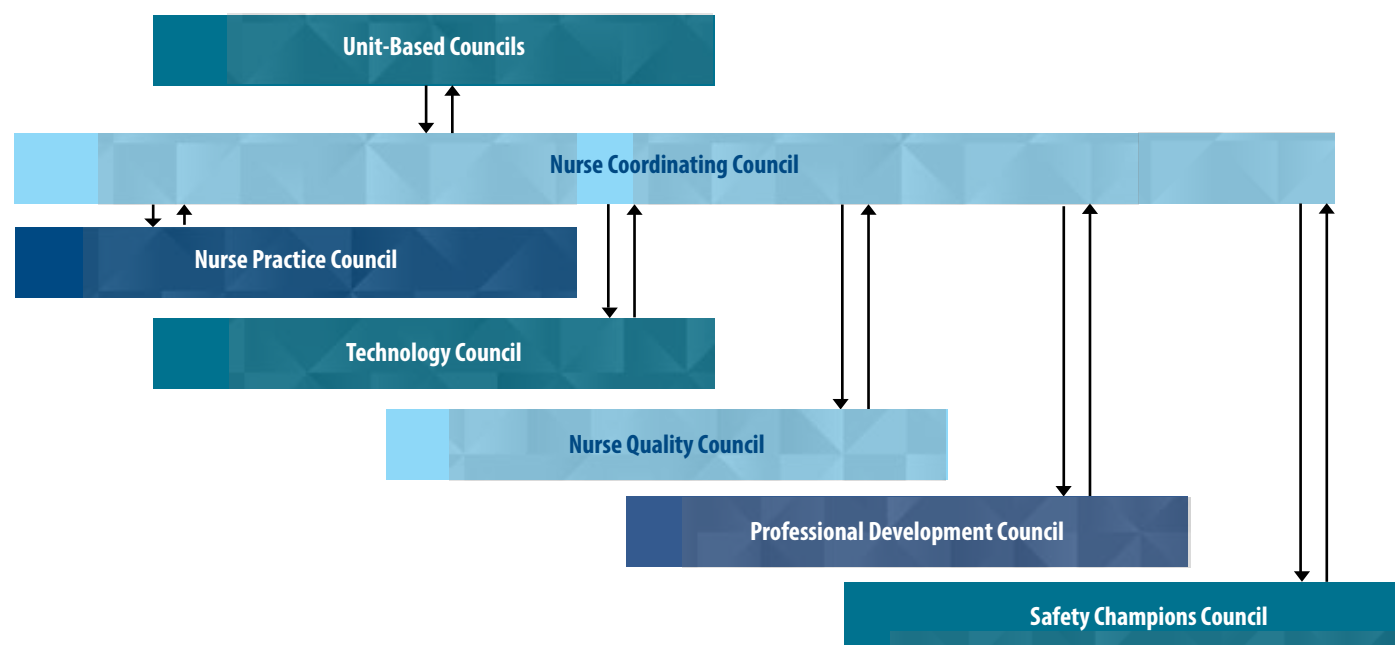 Unit-Based Councils
Nurse Coordinating Council
Nurse Practice Council
Technology Council
Nurse Quality Council
Professional Development Council
Safety Champions Council